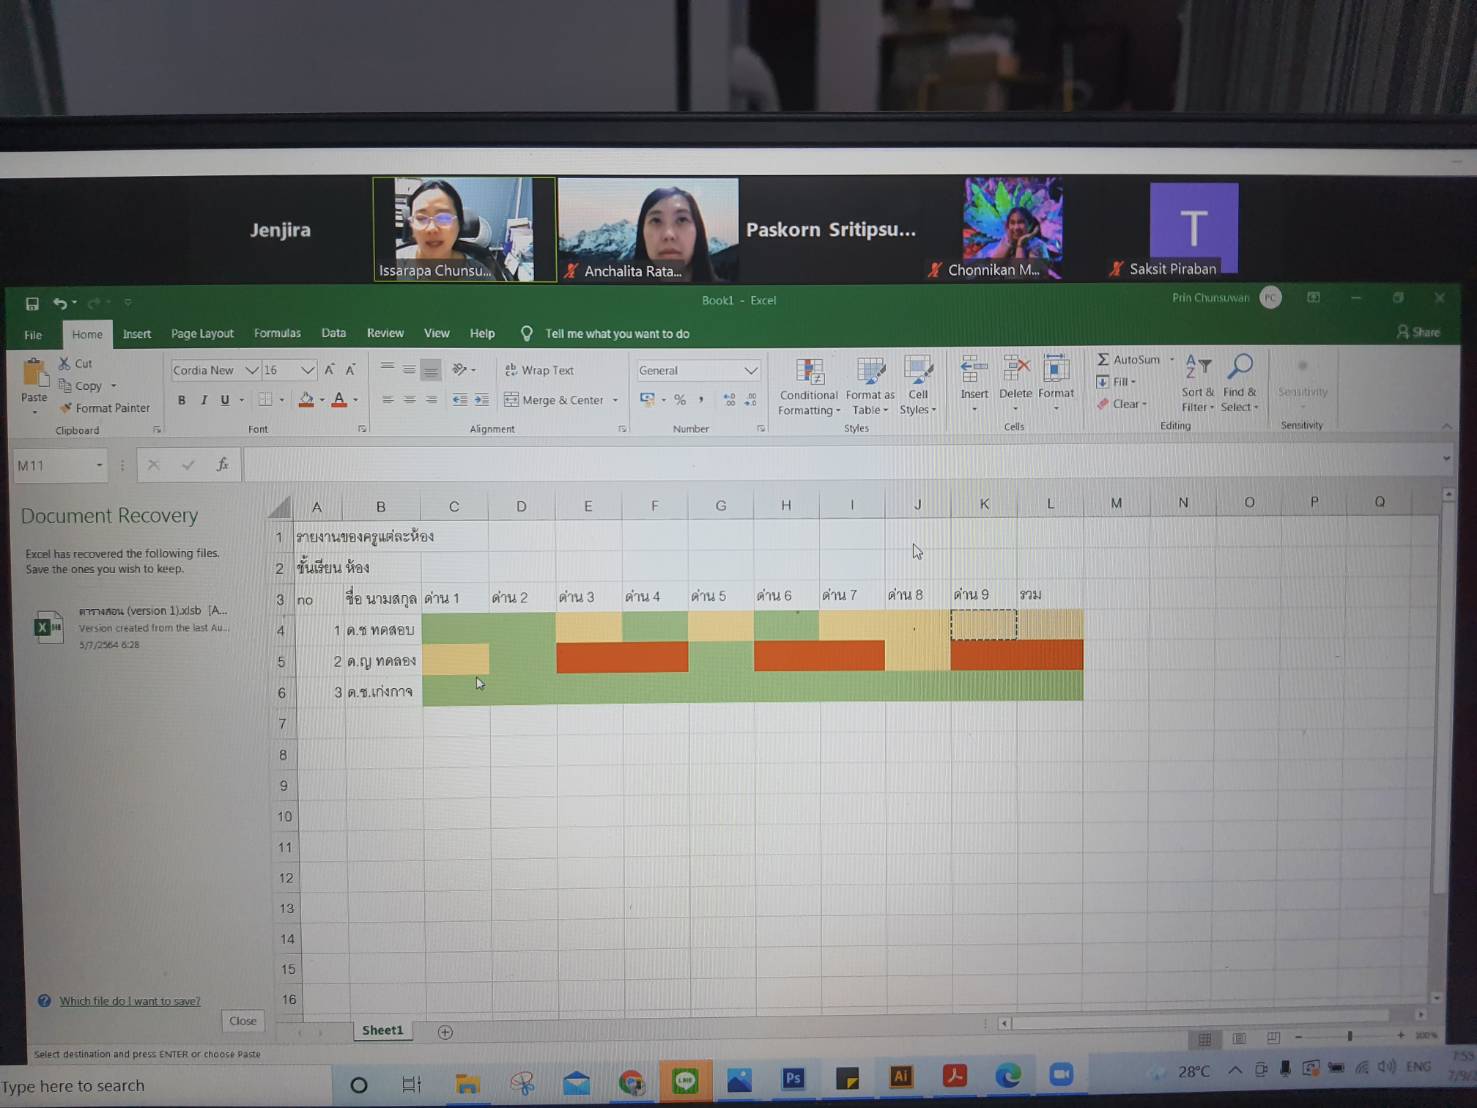 Jenjira
Issarapa Chunsu...
Anchalita Rata...
Paskorn Sritipsu...
Chonnikan M...
T
Saksit Piraban
Book1 - Excel
Prin Chunsuwan
PC
File Home Insert Page Layout Formulas Data Review View Help Tell me what you want to do
Share
Paste
Cut
Copy
Format Painter
Clipboard
Cordia New 16
B I U
Font
Wrap Text
Merge & Center
Alignment
General
Number
Conditional Formatting
Format as Table
Cell Styles
Styles
Insert Delete Format
Cells
AutoSum
Fill
Clear
Sort & Filter
Find & Select
Editing
Sensitivity
Sensitivity
M11
fx
Document Recovery
Excel has recovered the following files.
Save the ones you wish to keep.
ตารางสอน (version 1).xlsb [A...
Version created from the last Au...
5/7/2564 6:28
Which file do I want to save?
Close
A B C D E F G H I J K L M N O P Q
1 รายงานของครูแต่ละห้อง
2 ชั้นเรียน ห้อง
3 no ชื่อ นามสกุล ด่าน 1 ด่าน 2 ด่าน 3 ด่าน 4 ด่าน 5 ด่าน 6 ด่าน 7 ด่าน 8 ด่าน 9 รวม
4 1 ด.ช ทดสอบ
5 2 ด.ญ ทดลอง
6 3 ด.ช.เก่งกาจ
7
8
9
10
11
12
13
14
15
16
Sheet1
Select destination and press ENTER or choose Paste
Type here to search
LINE
Ps
Ai
28°C
ENG